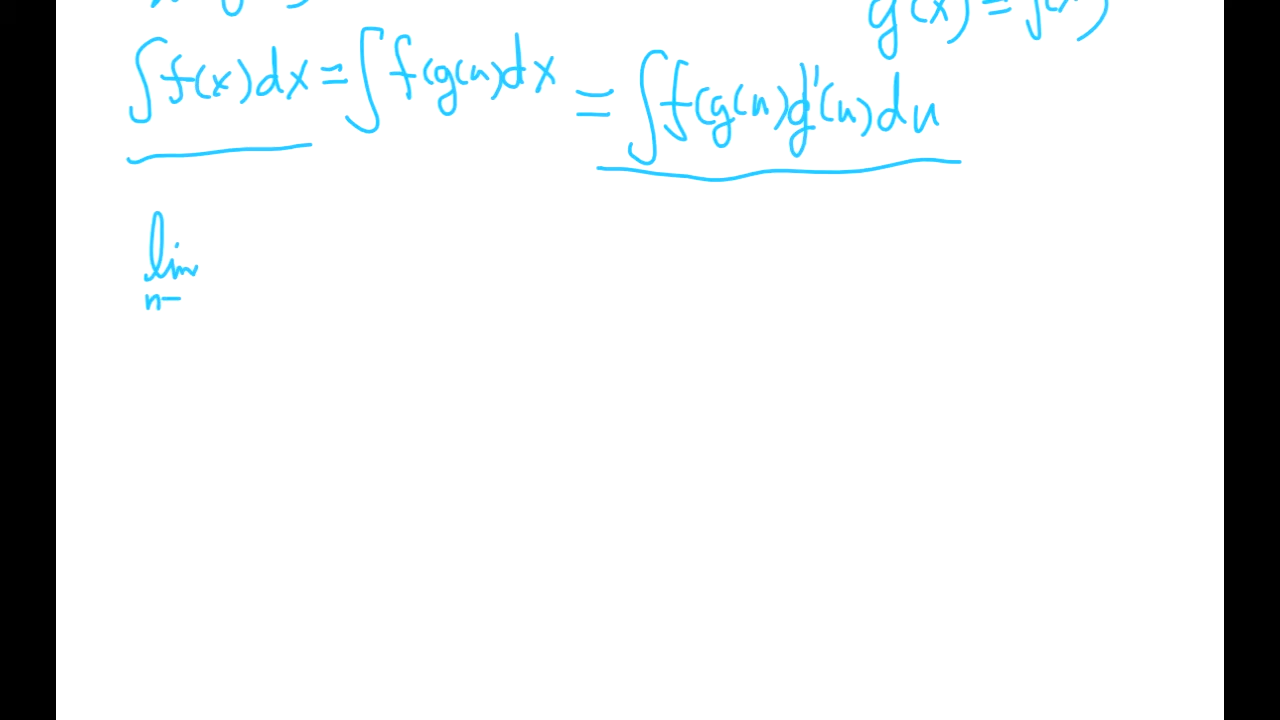 g(x) = f(x)
∫f(x)dx = ∫f(g(u)dx = ∫f(g(u))g'(u)du
lim
n-